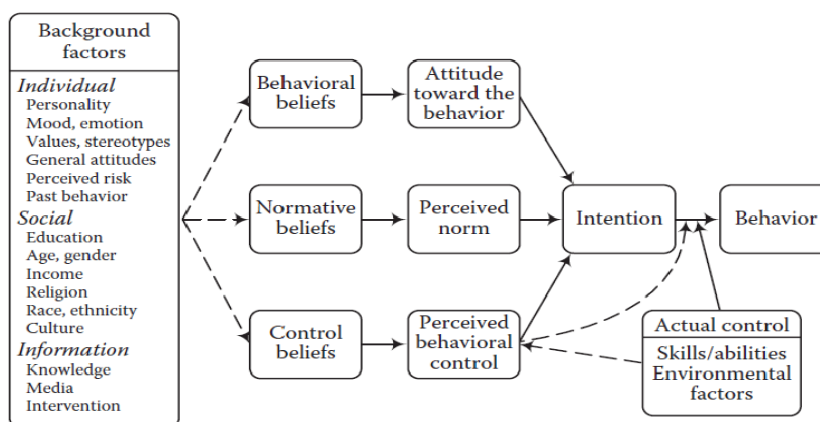 Background
factors
Individual
Personality
Mood, emotion
Values, stereotypes
General attitudes
Perceived risk
Past behavior
Social
Education
Age, gender
Income
Religion
Race, ethnicity
Culture
Information
Knowledge
Media
Intervention
Behavioral
beliefs
Attitude
toward the
behavior
Normative
beliefs
Perceived
norm
Intention
Behavior
Control
beliefs
Perceived
behavioral
control
Actual control
Skills/abilities
Environmental
factors